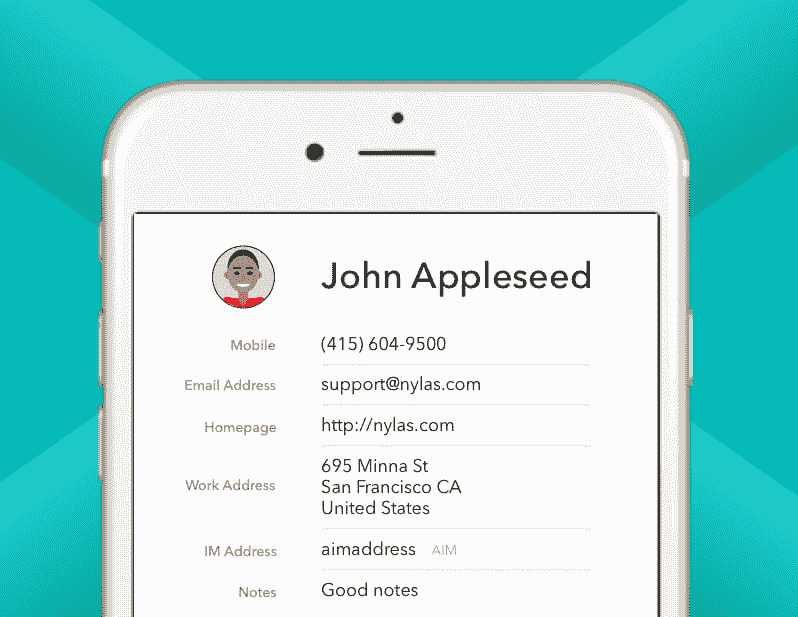 John Appleseed
Mobile (415) 604-9500
Email Address support@nylas.com
Homepage http://nylas.com
Work Address 695 Minna St
San Francisco CA
United States
IM Address aimaddress AIM
Notes Good notes